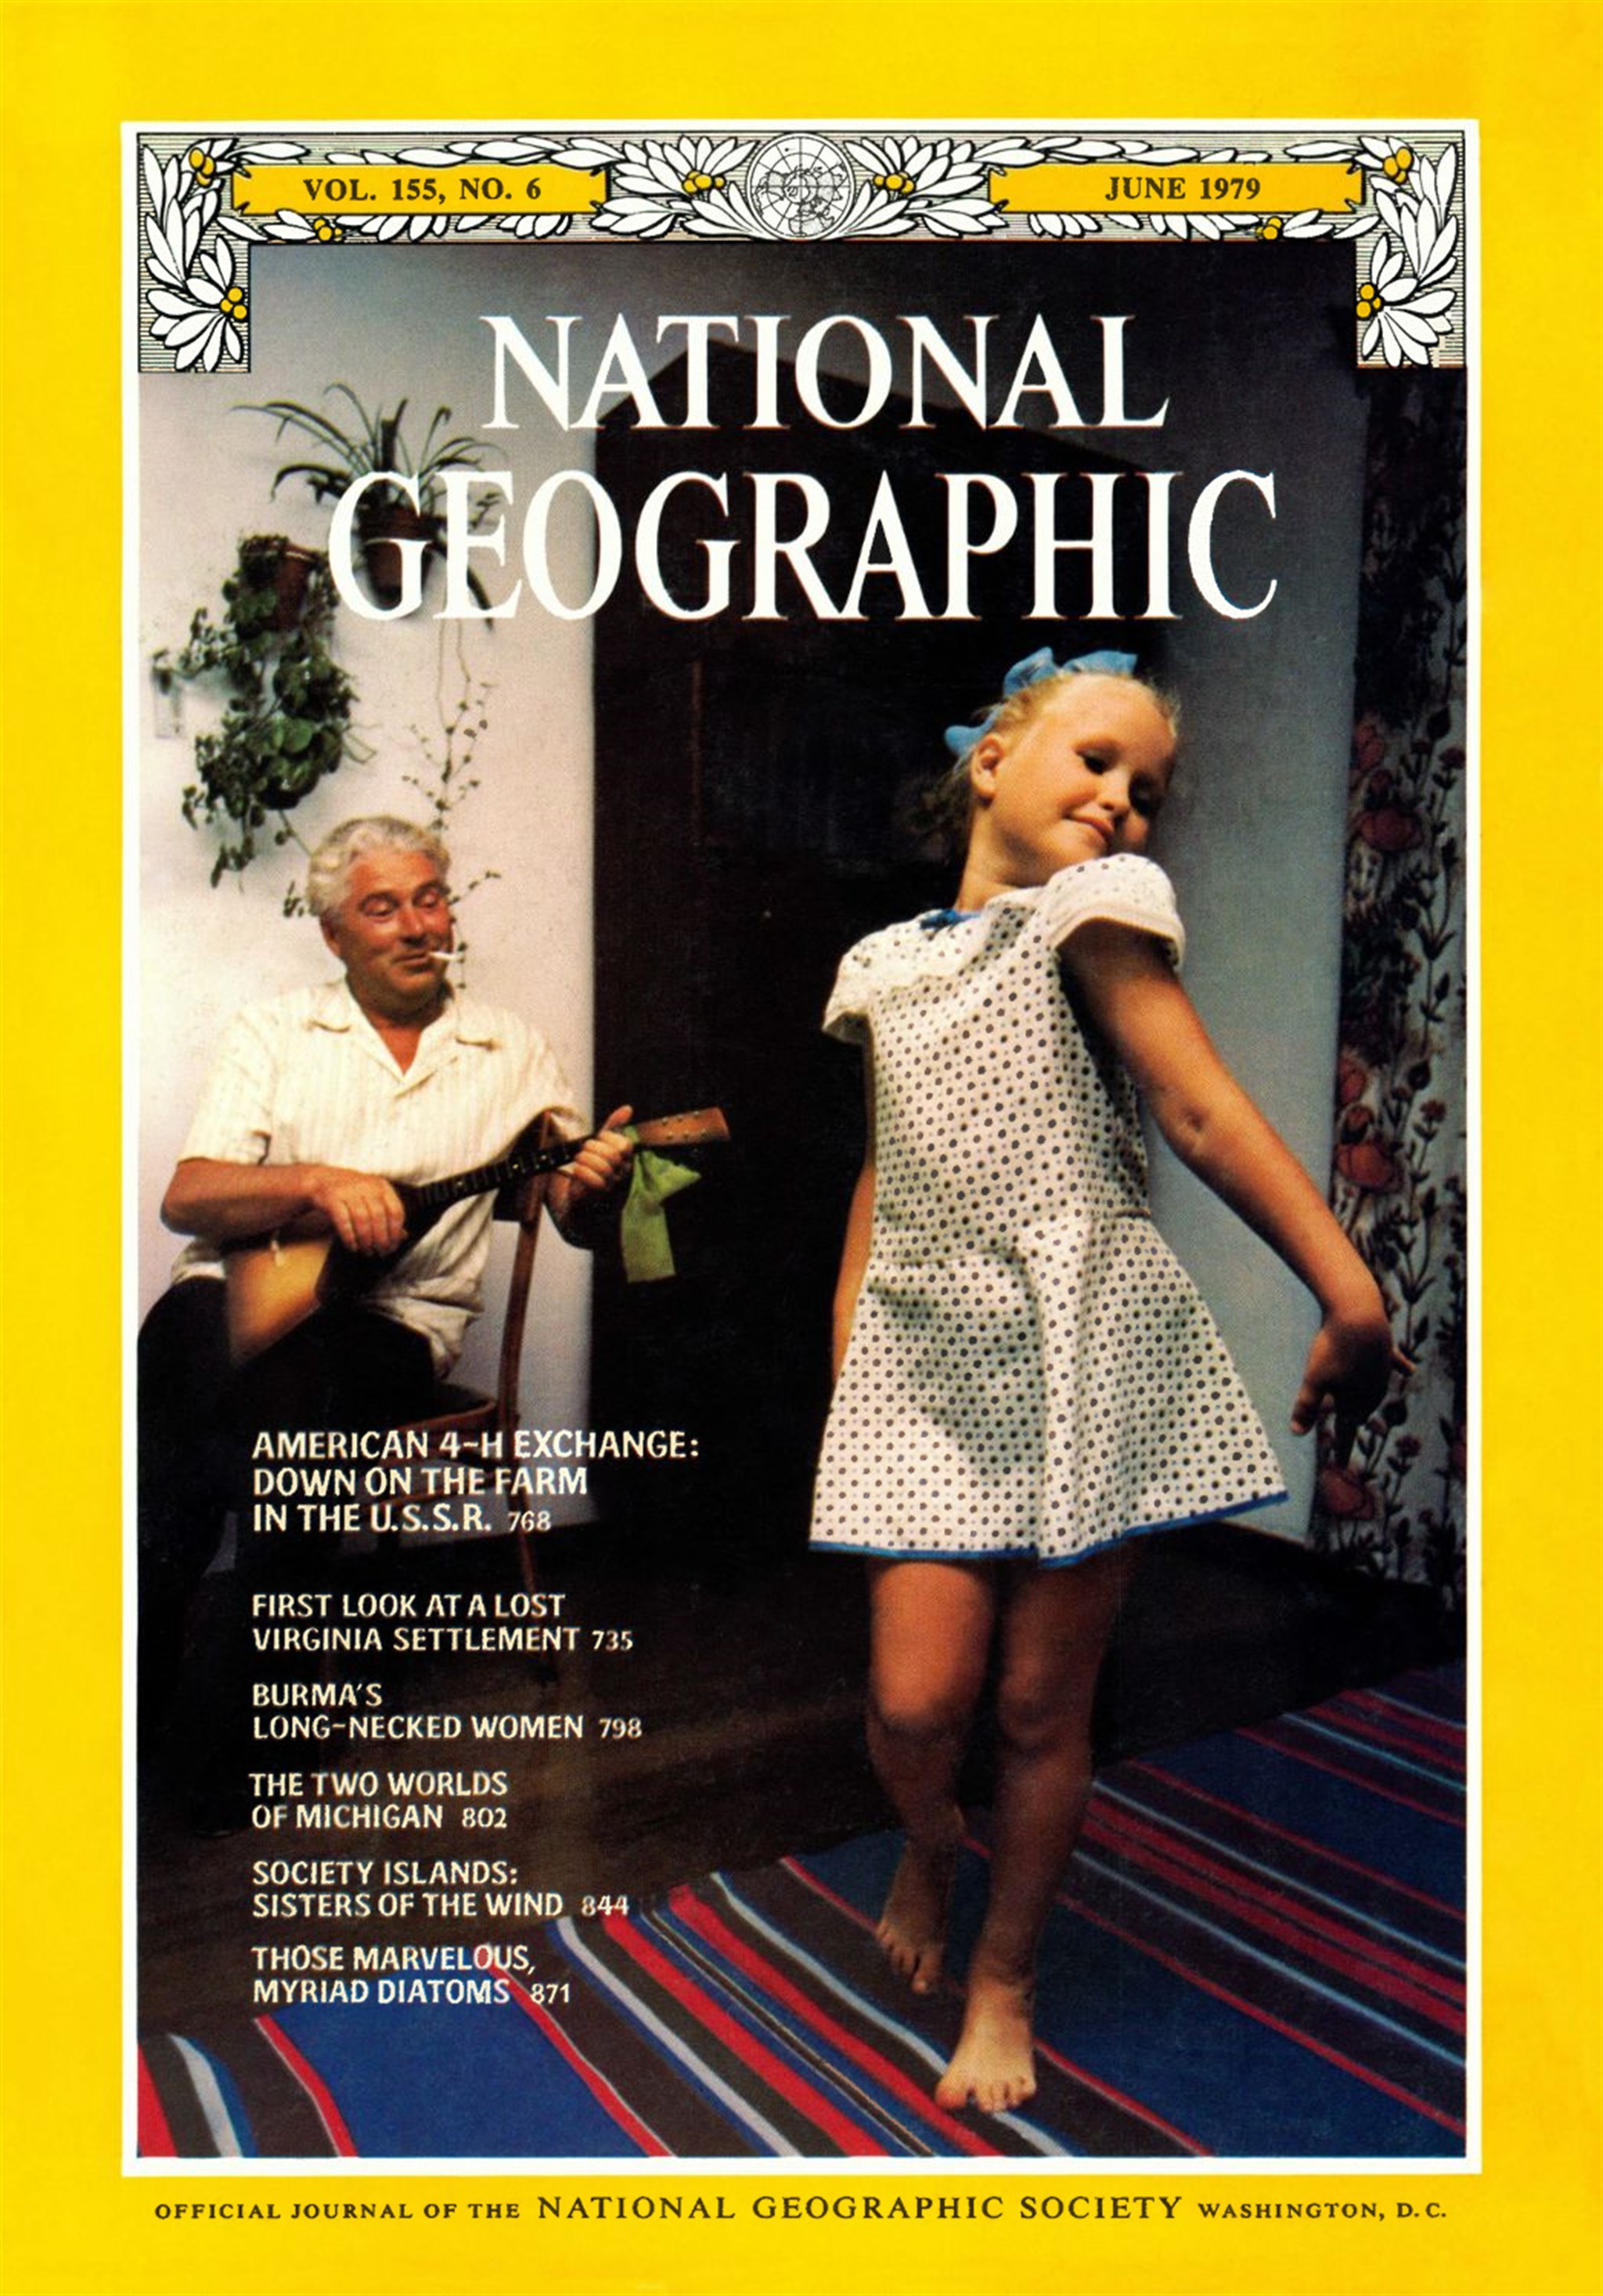 VOL. 155, NO. 6
JUNE 1979
NATIONAL
GEOGRAPHIC
AMERICAN 4-H EXCHANGE:
DOWN ON THE FARM
IN THE U.S.S.R. 768
FIRST LOOK AT A LOST
VIRGINIA SETTLEMENT 735
BURMA'S
LONG-NECKED WOMEN 798
THE TWO WORLDS
OF MICHIGAN 802
SOCIETY ISLANDS:
SISTERS OF THE WIND 844
THOSE MARVELOUS,
MYRIAD DIATOMS 871
OFFICIAL JOURNAL OF THE NATIONAL GEOGRAPHIC SOCIETY WASHINGTON, D.C.